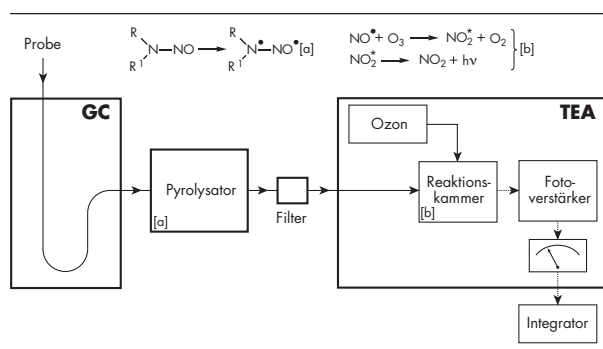 Probe
R
N—NO → R
N•—NO• [a]
R¹
R¹
NO• + O₃ → NO₂* + O₂
NO₂* → NO₂ + hν
[b]
GC
TEA
Ozon
Pyrolysator
[a]
Filter
Reaktions-
kammer
[b]
Foto-
verstärker
Integrator